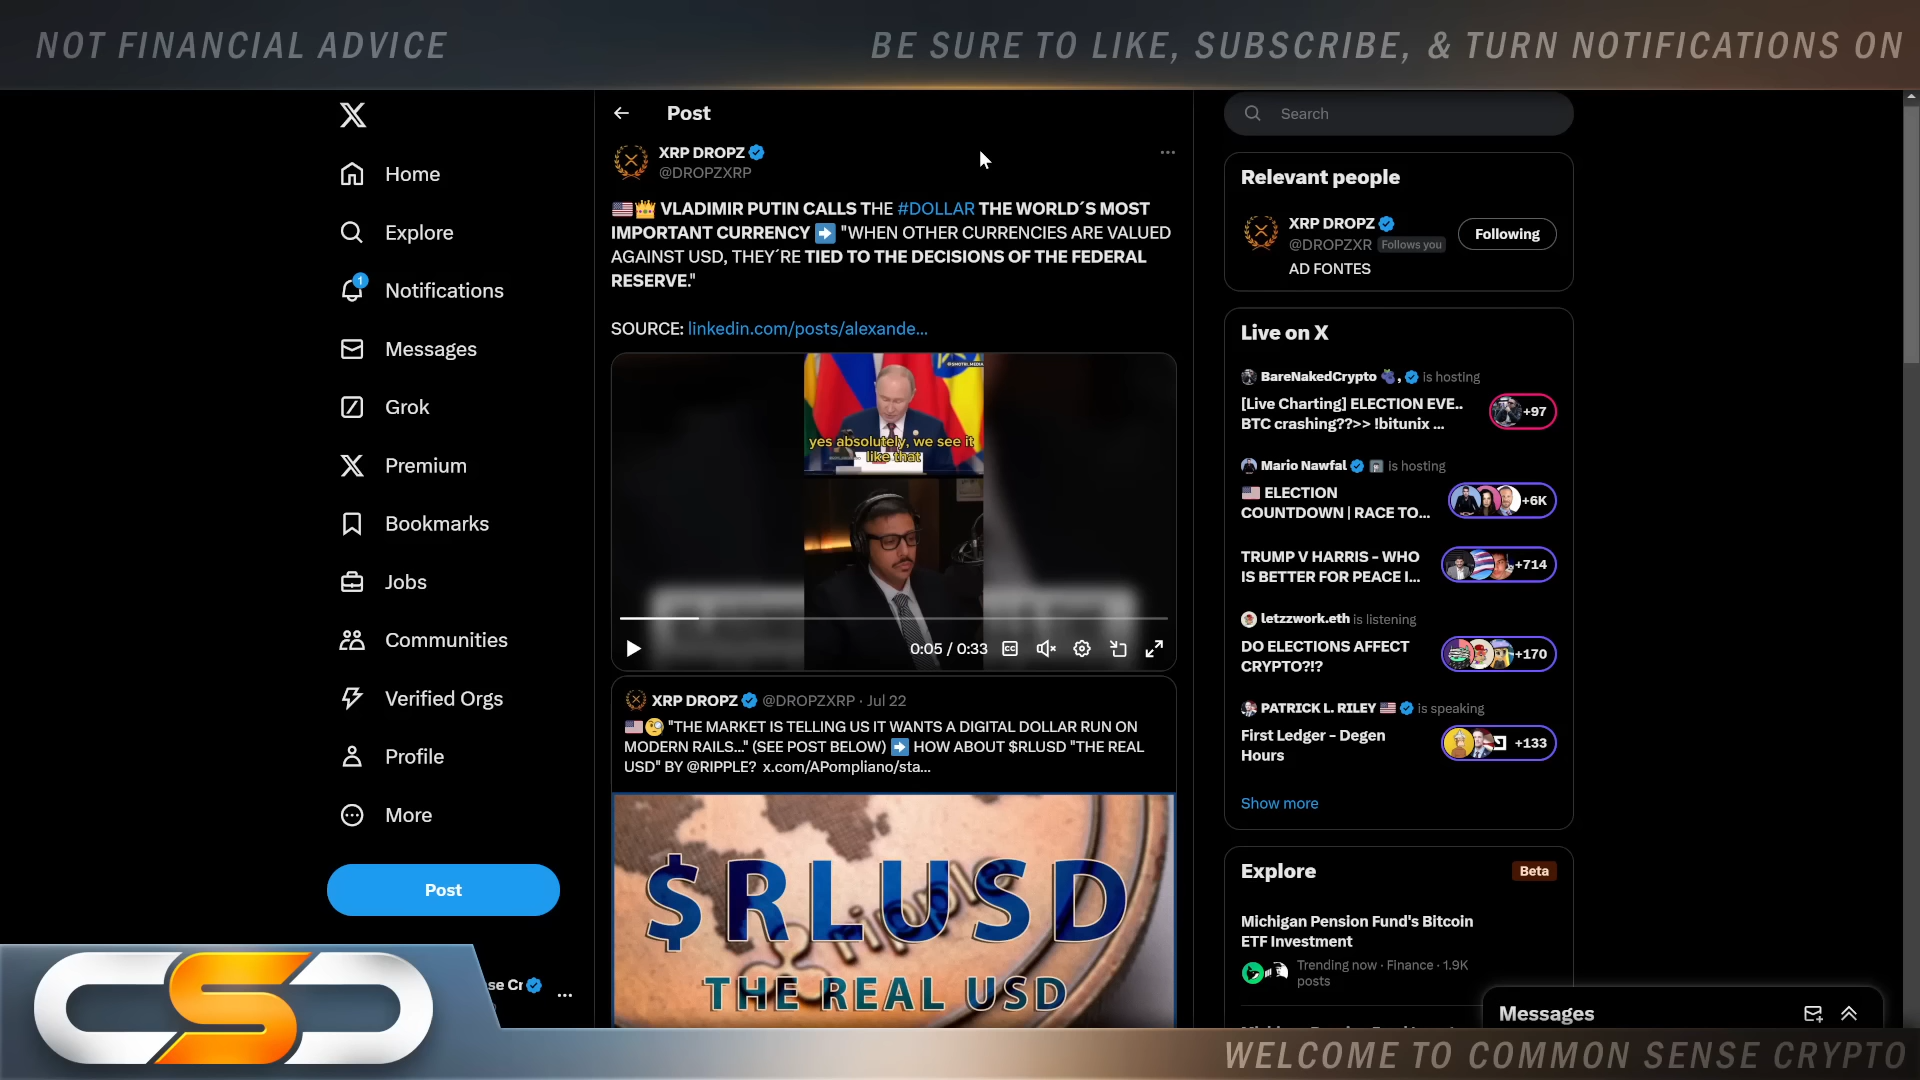 NOT FINANCIAL ADVICE
BE SURE TO LIKE, SUBSCRIBE, & TURN NOTIFICATIONS ON
Home
Explore
1
Notifications
Messages
Grok
Premium
Bookmarks
Jobs
Communities
Verified Orgs
Profile
More
Post
se Cr
Post
XRP DROPZ
@DROPZXRP
VLADIMIR PUTIN CALLS THE #DOLLAR THE WORLD´S MOST
IMPORTANT CURRENCY ➡ "WHEN OTHER CURRENCIES ARE VALUED
AGAINST USD, THEY´RE TIED TO THE DECISIONS OF THE FEDERAL
RESERVE."
SOURCE: linkedin.com/posts/alexande...
yes absolutely, we see it
like that
0:05 / 0:33
XRP DROPZ @DROPZXRP · Jul 22
"THE MARKET IS TELLING US IT WANTS A DIGITAL DOLLAR RUN ON
MODERN RAILS..." (SEE POST BELOW) ➡ HOW ABOUT $RLUSD "THE REAL
USD" BY @RIPPLE? x.com/APompliano/sta...
$RLUSD
ripple
THE REAL USD
Search
Relevant people
XRP DROPZ
@DROPZXR Follows you
Following
AD FONTES
Live on X
BareNakedCrypto , is hosting
[Live Charting] ELECTION EVE..
BTC crashing??>> !bitunix ...
+97
Mario Nawfal is hosting
ELECTION
COUNTDOWN | RACE TO...
+6K
TRUMP V HARRIS - WHO
IS BETTER FOR PEACE I...
+714
letzzwork.eth is listening
DO ELECTIONS AFFECT
CRYPTO?!?
+170
PATRICK L. RILEY is speaking
First Ledger - Degen
Hours
+133
Show more
Explore
Beta
Michigan Pension Fund's Bitcoin
ETF Investment
Trending now · Finance · 1.9K
posts
Messages
CSC
WELCOME TO COMMON SENSE CRYPTO